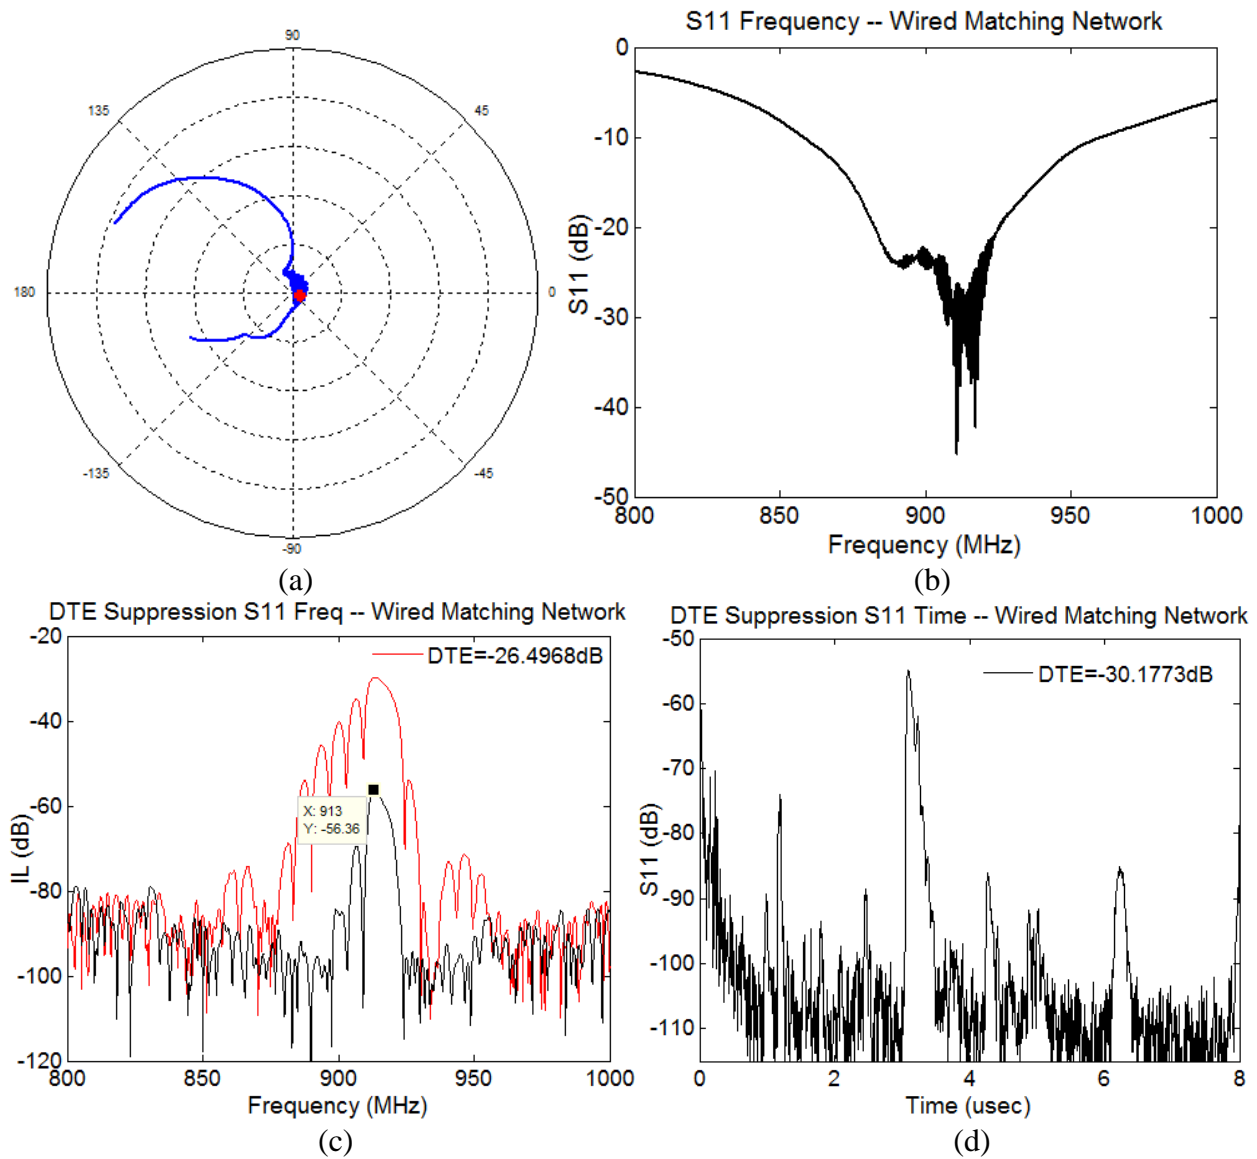 90
135
45
180
0
-135
-45
-90
(a)
S11 Frequency -- Wired Matching Network
0
-10
-20
-30
-40
-50
S11 (dB)
800
850
900
950
1000
Frequency (MHz)
(b)
DTE Suppression S11 Freq -- Wired Matching Network
-20
-40
-60
-80
-100
-120
IL (dB)
DTE=-26.4968dB
X: 913
Y: -56.36
800
850
900
950
1000
Frequency (MHz)
(c)
DTE Suppression S11 Time -- Wired Matching Network
-50
-60
-70
-80
-90
-100
-110
S11 (dB)
DTE=-30.1773dB
0
2
4
6
8
Time (usec)
(d)